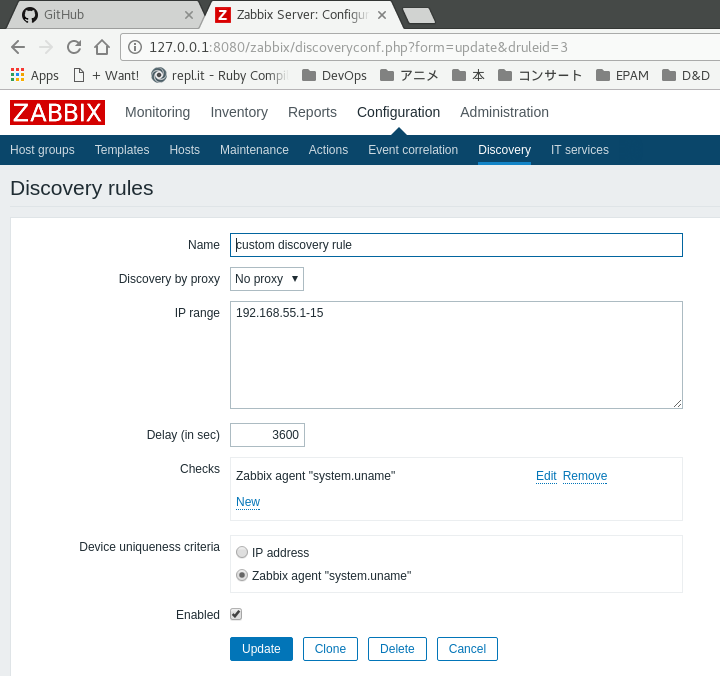 GitHub
Zabbix Server: Configur
127.0.0.1:8080/zabbix/discoveryconf.php?form=update&druleid=3
Apps + Want! repl.it - Ruby Compil DevOps アニメ 本 コンサート EPAM D&D
ZABBIX Monitoring Inventory Reports Configuration Administration
Host groups Templates Hosts Maintenance Actions Event correlation Discovery IT services
Discovery rules
Name custom discovery rule
Discovery by proxy No proxy
IP range 192.168.55.1-15
Delay (in sec) 3600
Checks Zabbix agent "system.uname" Edit Remove
New
Device uniqueness criteria IP address
Zabbix agent "system.uname"
Enabled
Update Clone Delete Cancel